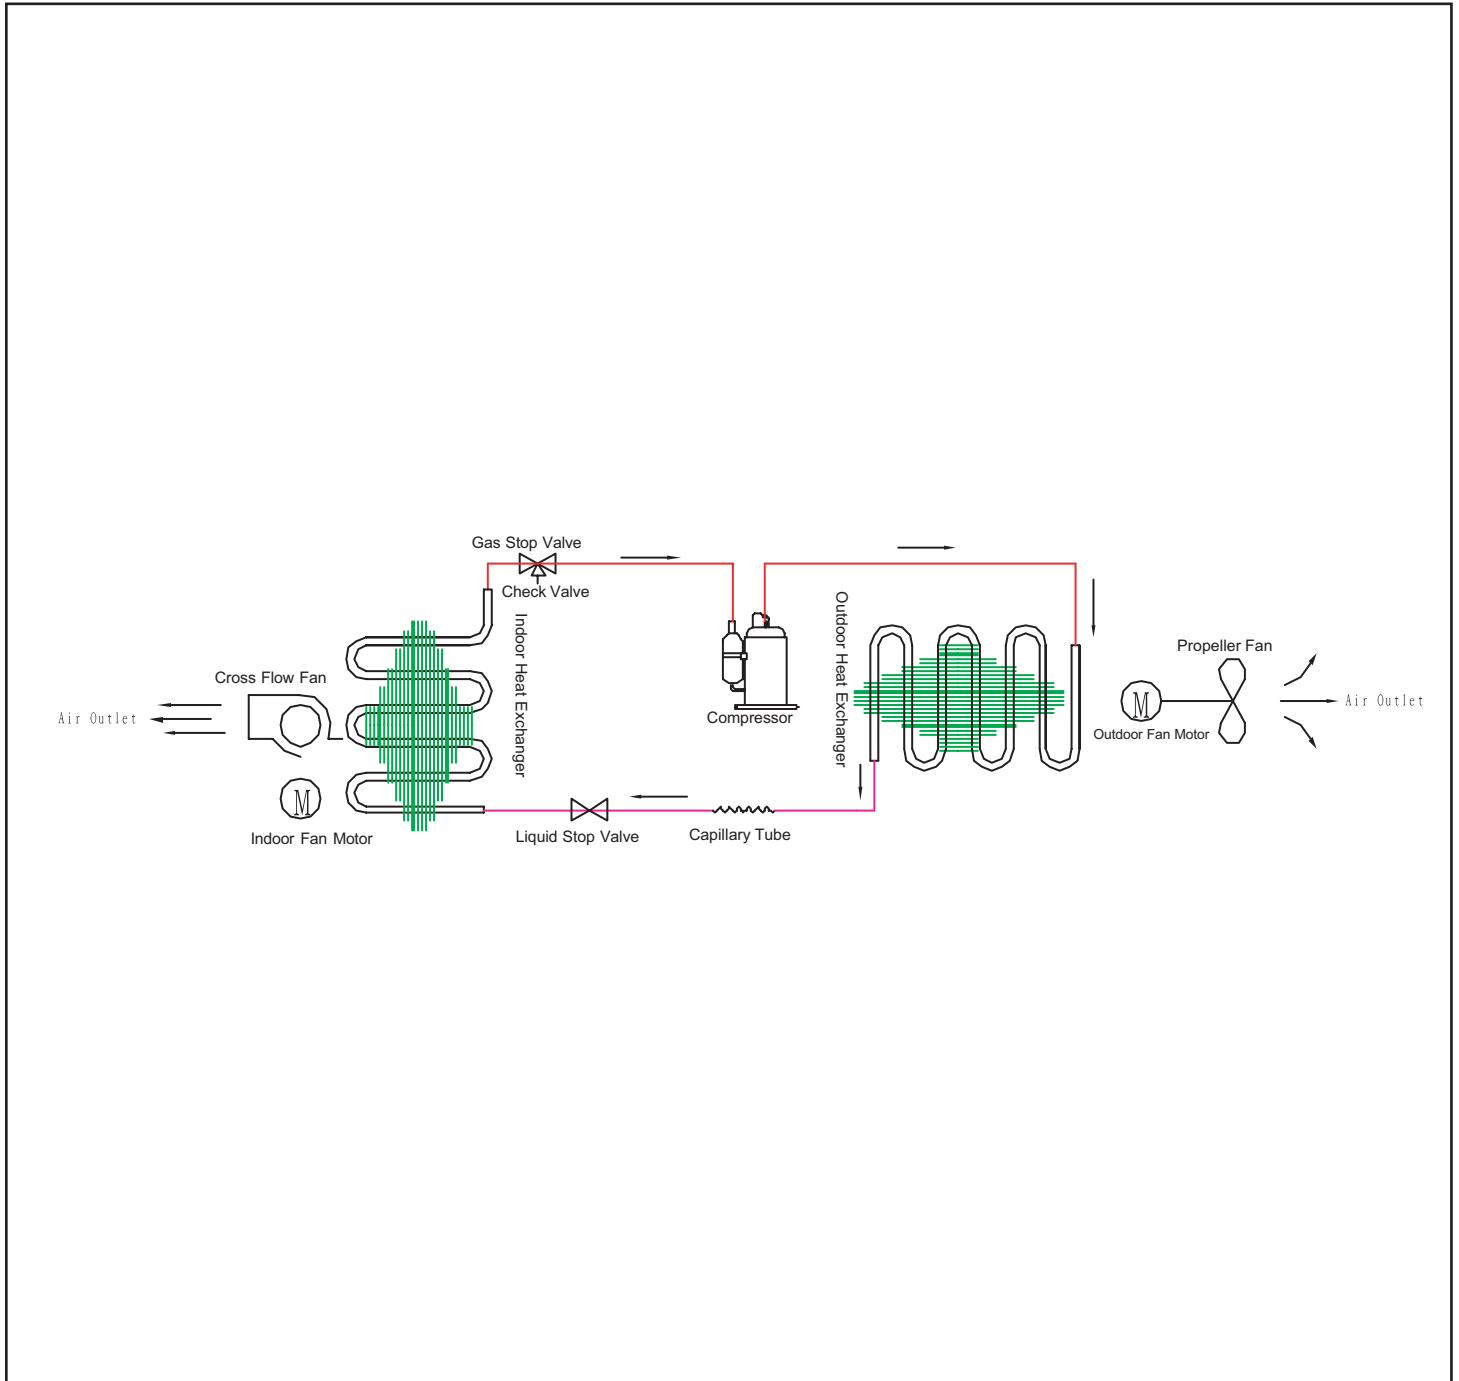 Gas Stop Valve
Check Valve
Indoor Heat Exchanger
Outdoor Heat Exchanger
Propeller Fan
Cross Flow Fan
Air Outlet
Compressor
M
Air Outlet
Outdoor Fan Motor
M
Indoor Fan Motor
Liquid Stop Valve
Capillary Tube